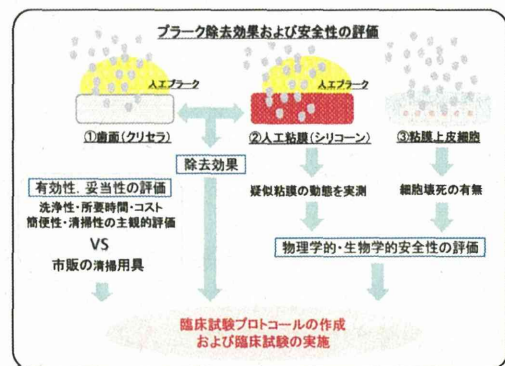 プラーク除去効果および安全性の評価
人工プラーク
人工プラーク
①歯面(クリセラ)
②人工粘膜(シリコーン)
③粘膜上皮細胞
除去効果
有効性、妥当性の評価
洗浄性・所要時間・コスト
簡便性・清掃性の主観的評価
VS
市販の清掃用具
疑似粘膜の動態を実測
細胞壊死の有無
物理学的・生物学的安全性の評価
臨床試験プロトコールの作成
および臨床試験の実施